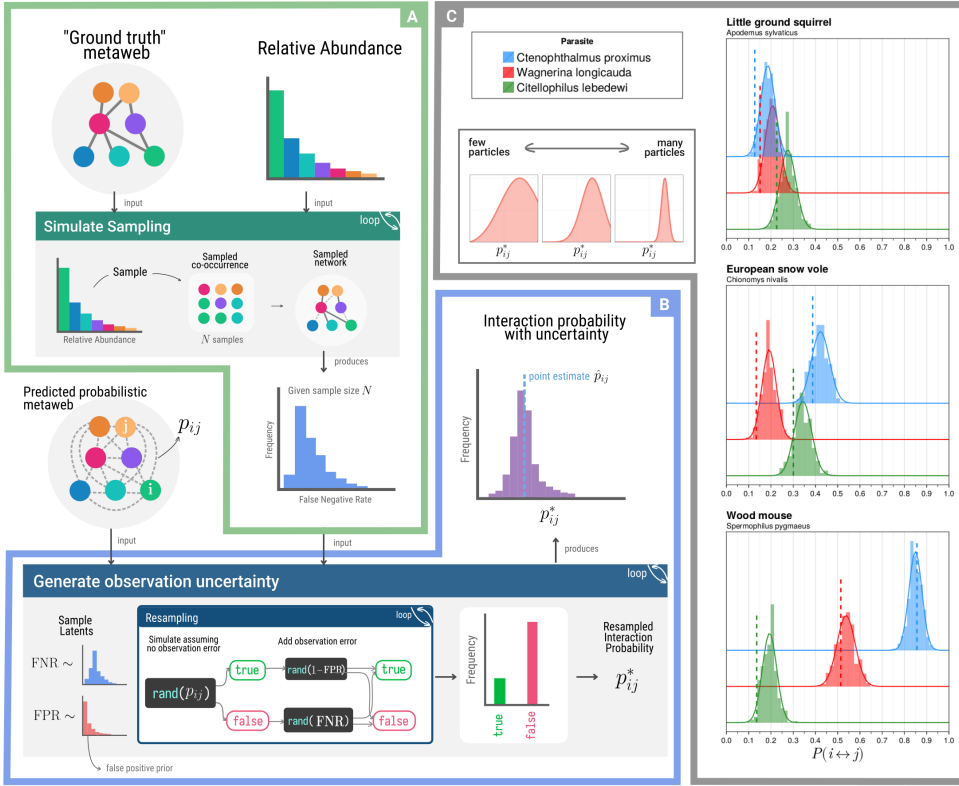 A
"Ground truth"
metaweb
Relative Abundance
input
input
Simulate Sampling
loop
Sample
Relative Abundance
Sampled
co-occurrence
N samples
Sampled
network
produces
Given sample size N
Frequency
False Negative Rate
input
B
Predicted probabilistic
metaweb
j
i
p_ij
input
Interaction probability
with uncertainty
point estimate p̂_ij
Frequency
p*_ij
produces
Generate observation uncertainty
loop
Sample
Latents
FNR ∼
FPR ∼
false positive prior
Resampling
loop
Simulate assuming
no observation error
Add observation error
rand(p_ij)
true
false
rand(1−FPR)
rand(FNR)
true
false
Frequency
true
false
Resampled
Interaction
Probability
p*_ij
C
Parasite
Ctenophthalmus proximus
Wagnerina longicauda
Citellophilus lebedewi
few
particles
many
particles
p*_ij
p*_ij
p*_ij
Little ground squirrel
Apodemus sylvaticus
0.0 0.1 0.2 0.3 0.4 0.5 0.6 0.7 0.8 0.9 1.0
European snow vole
Chionomys nivalis
0.0 0.1 0.2 0.3 0.4 0.5 0.6 0.7 0.8 0.9 1.0
Wood mouse
Spermophilus pygmaeus
0.0 0.1 0.2 0.3 0.4 0.5 0.6 0.7 0.8 0.9 1.0
P(i↔j)